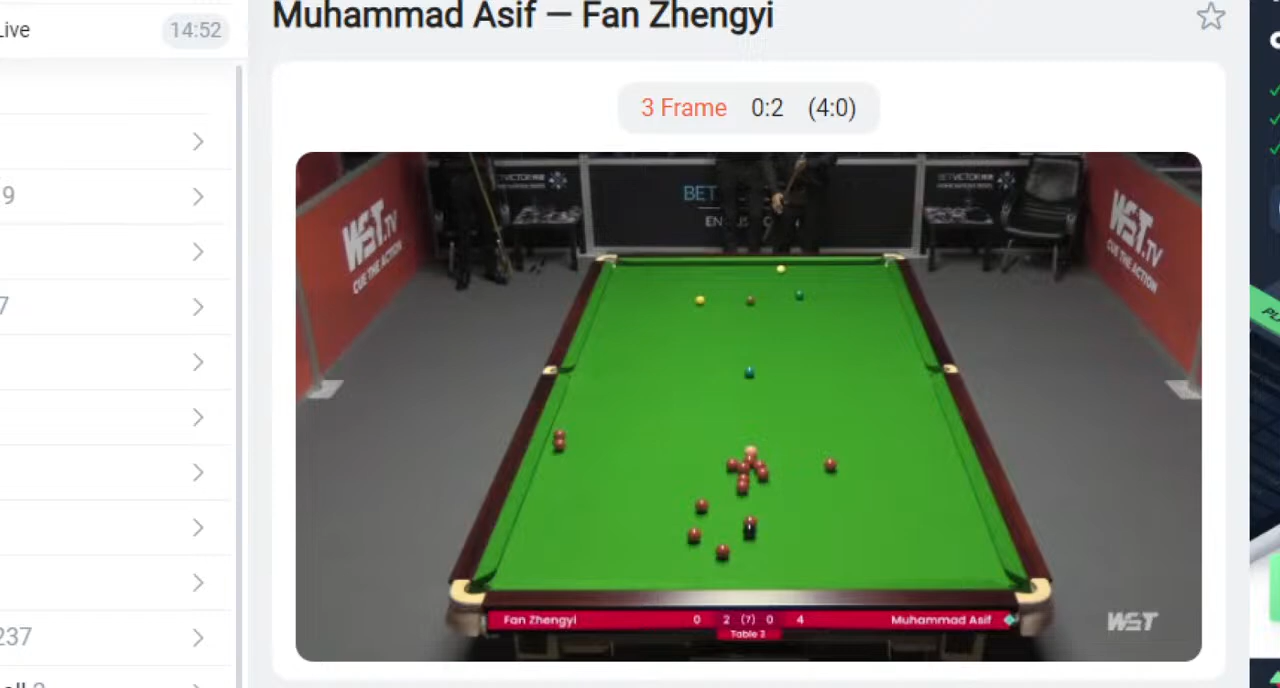 Live
14:52
Muhammad Asif — Fan Zhengyi
3 Frame 0:2 (4:0)
9
7
237
WST.TV
CUE THE ACTION
BET
WST.TV
CUE THE ACTION
Fan Zhengyi 0 2 (7) 0 4 Muhammad Asif
Table 3
WST